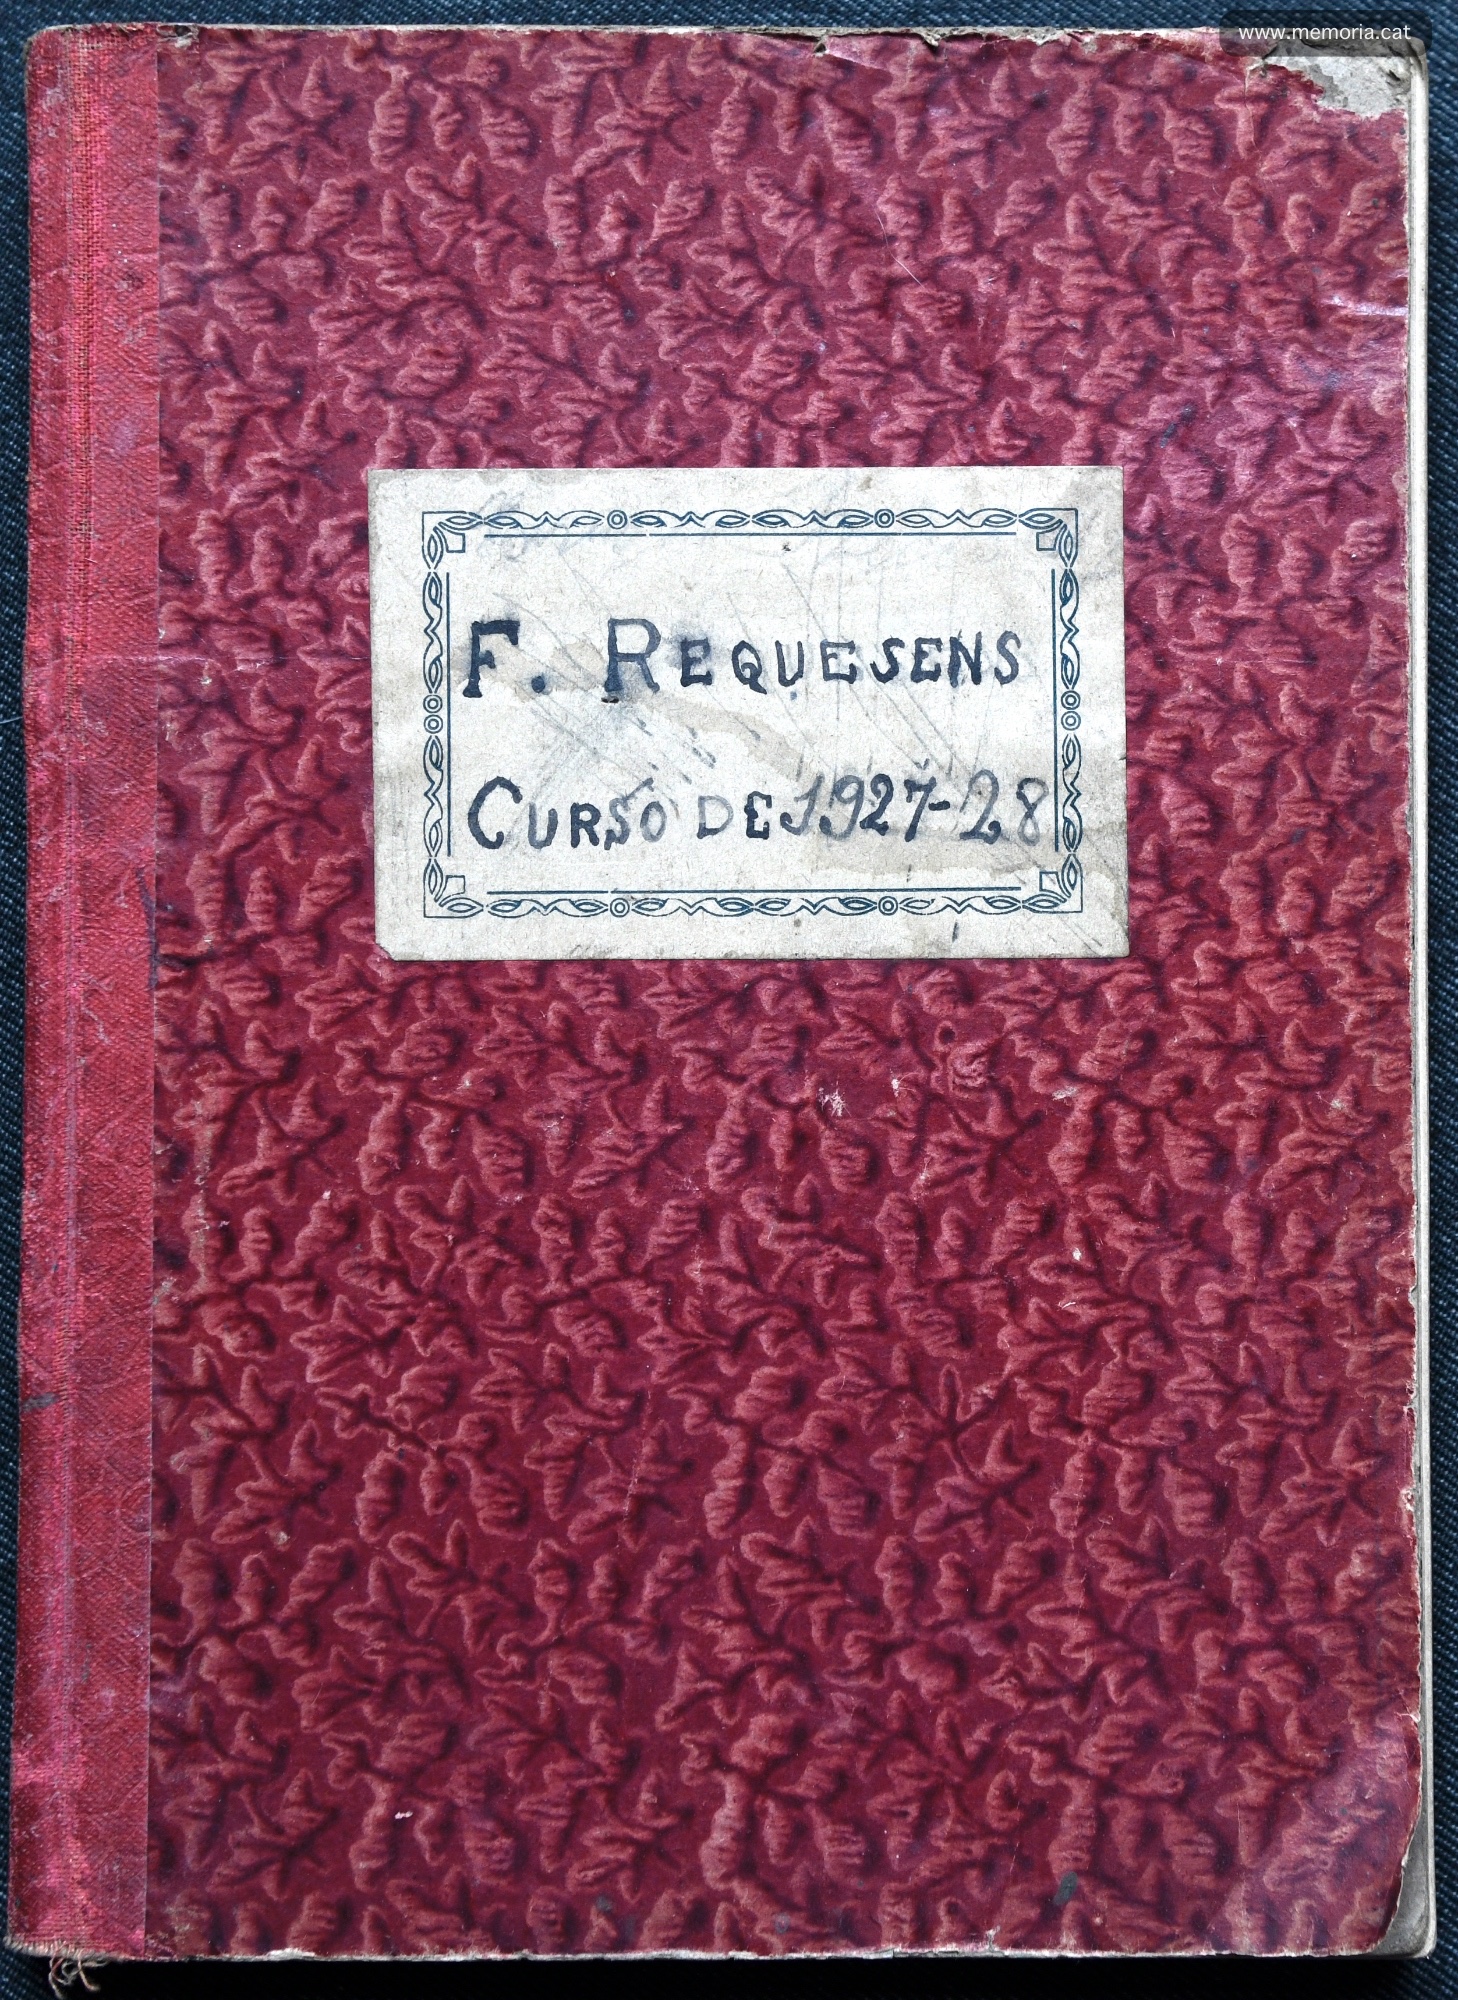 www.memoria.cat
F. REQUESENS
CURSO DE 1927-28